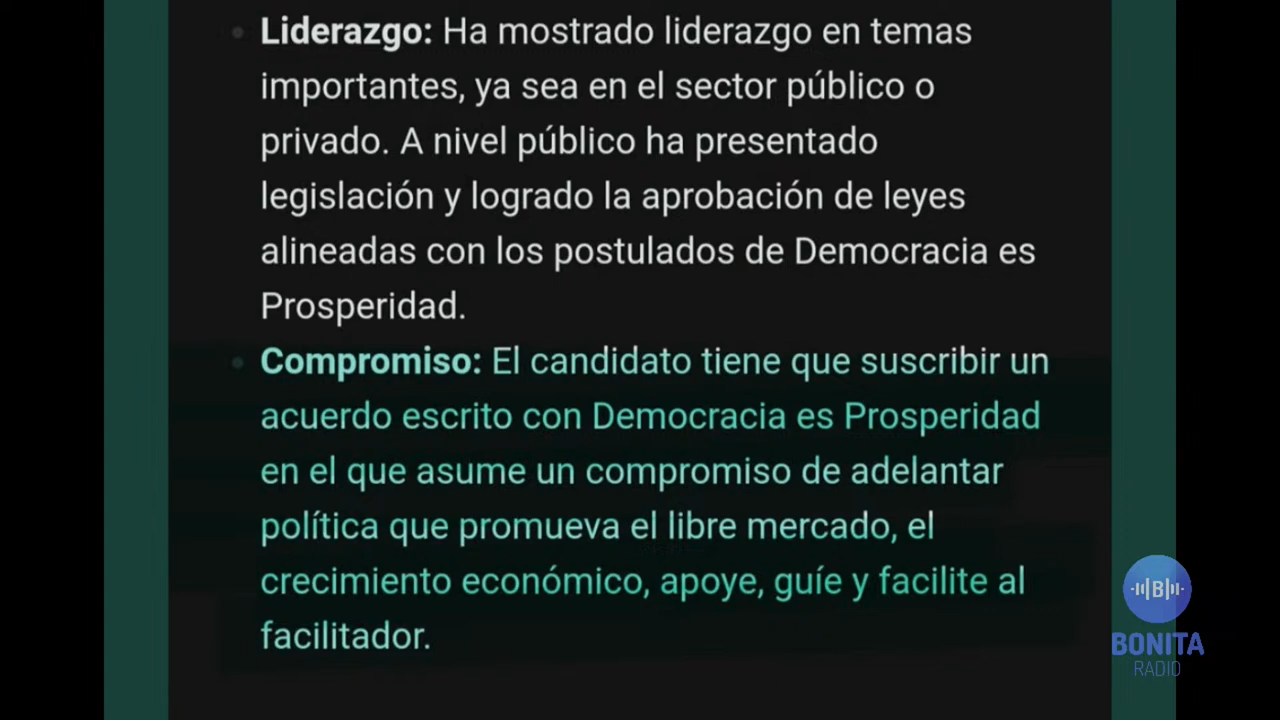 Liderazgo: Ha mostrado liderazgo en temas
importantes, ya sea en el sector público o
privado. A nivel público ha presentado
legislación y logrado la aprobación de leyes
alineadas con los postulados de Democracia es
Prosperidad.
Compromiso: El candidato tiene que suscribir un
acuerdo escrito con Democracia es Prosperidad
en el que asume un compromiso de adelantar
política que promueva el libre mercado, el
crecimiento económico, apoye, guíe y facilite al
facilitador.
B
BONITA
RADIO